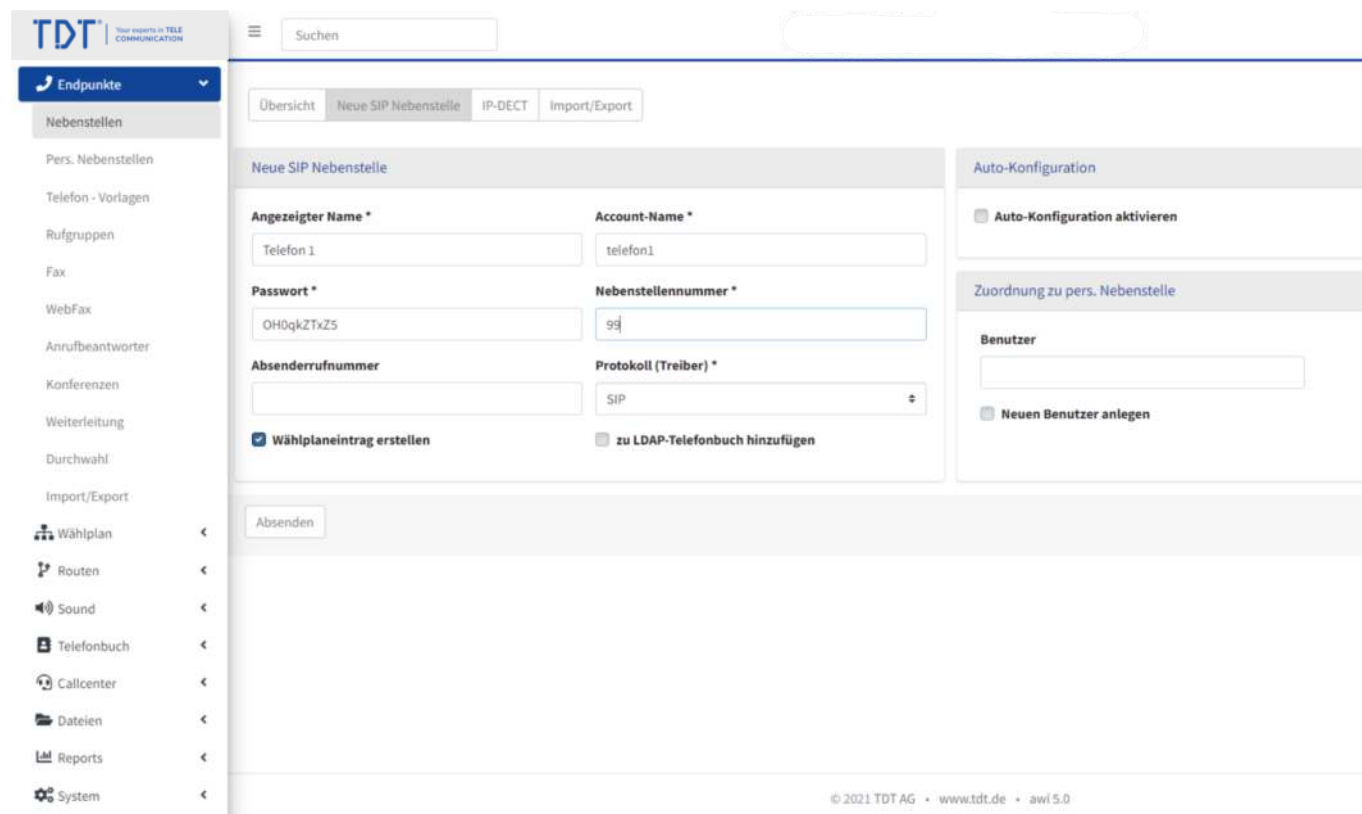 TDT
Your experts in TELE
COMMUNICATION
Suchen
Endpunkte
Nebenstellen
Pers. Nebenstellen
Telefon - Vorlagen
Rufgruppen
Fax
WebFax
Anrufbeantworter
Konferenzen
Weiterleitung
Durchwahl
Import/Export
Wählplan
Routen
Sound
Telefonbuch
Callcenter
Dateien
Reports
System
Übersicht Neue SIP Nebenstelle IP-DECT Import/Export
Neue SIP Nebenstelle
Angezeigter Name * Account-Name *
Telefon 1 telefon1
Passwort * Nebenstellennummer *
OH0qkZTxZ5 99
Absenderrufnummer Protokoll (Treiber) *
SIP
Wählplaneintrag erstellen zu LDAP-Telefonbuch hinzufügen
Absenden
Auto-Konfiguration
Auto-Konfiguration aktivieren
Zuordnung zu pers. Nebenstelle
Benutzer
Neuen Benutzer anlegen
© 2021 TDT AG • www.tdt.de • awi 5.0